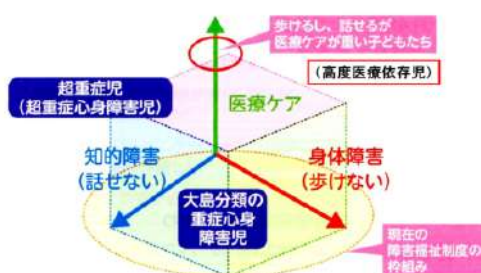 歩けるし、話せるが
医療ケアが重い子どもたち
(高度医療依存児)
超重症児
(超重症心身障害児)
医療ケア
知的障害
(話せない)
身体障害
(歩けない)
大島分類の
重症心身
障害児
現在の
障害福祉制度の
枠組み